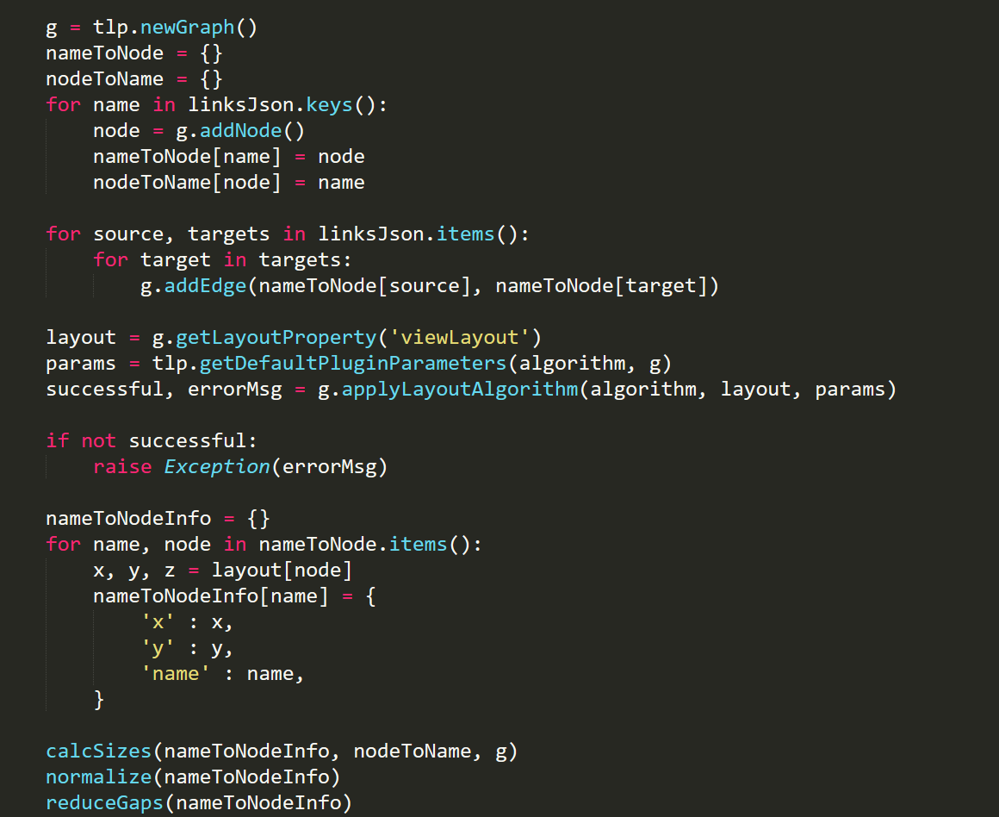 g = tlp.newGraph()
nameToNode = {}
nodeToName = {}
for name in linksJson.keys():
    node = g.addNode()
    nameToNode[name] = node
    nodeToName[node] = name

for source, targets in linksJson.items():
    for target in targets:
        g.addEdge(nameToNode[source], nameToNode[target])

layout = g.getLayoutProperty('viewLayout')
params = tlp.getDefaultPluginParameters(algorithm, g)
successful, errorMsg = g.applyLayoutAlgorithm(algorithm, layout, params)

if not successful:
    raise Exception(errorMsg)

nameToNodeInfo = {}
for name, node in nameToNode.items():
    x, y, z = layout[node]
    nameToNodeInfo[name] = {
        'x' : x,
        'y' : y,
        'name' : name,
    }

calcSizes(nameToNodeInfo, nodeToName, g)
normalize(nameToNodeInfo)
reduceGaps(nameToNodeInfo)